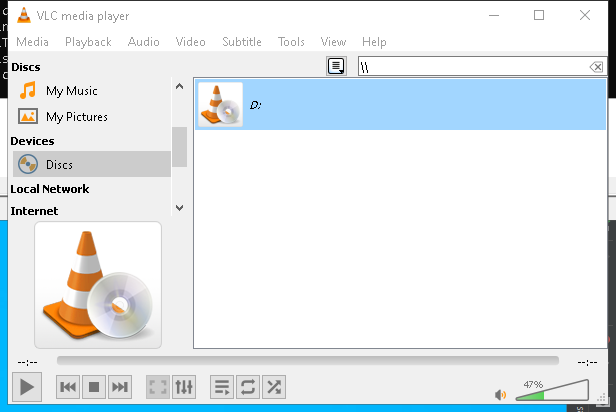 VLC media player
Media Playback Audio Video Subtitle Tools View Help
Discs
\\
My Music
My Pictures
Devices
Discs
Local Network
Internet
D:
--:-- --:--
47%